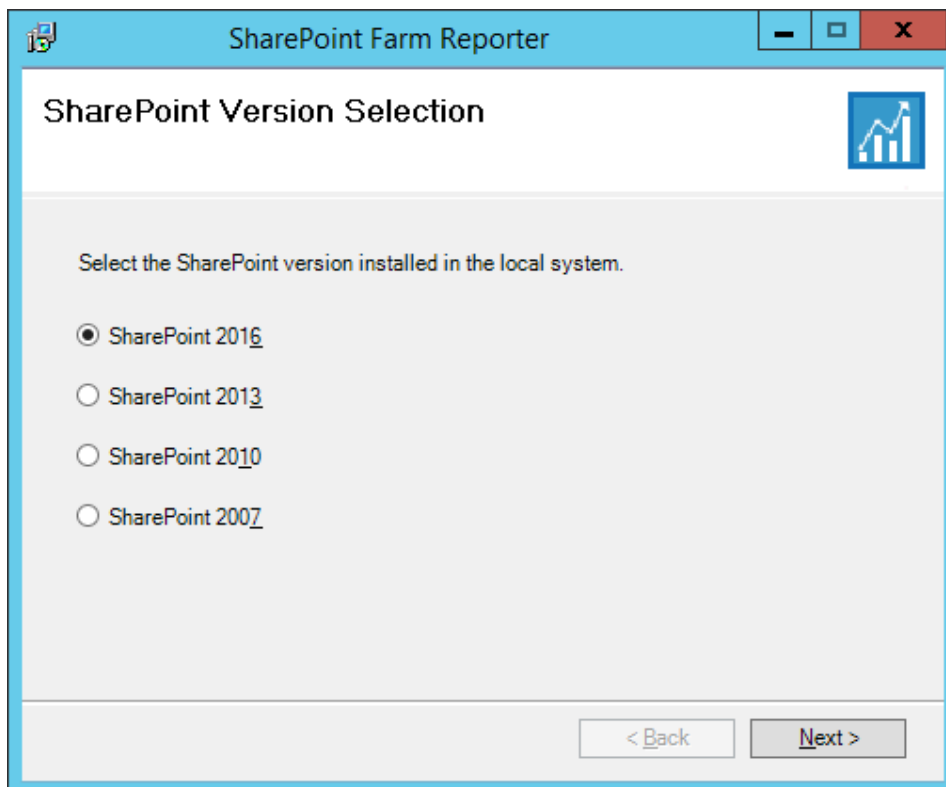 SharePoint Farm Reporter
SharePoint Version Selection
Select the SharePoint version installed in the local system.
SharePoint 2016
SharePoint 2013
SharePoint 2010
SharePoint 2007
< Back
Next >